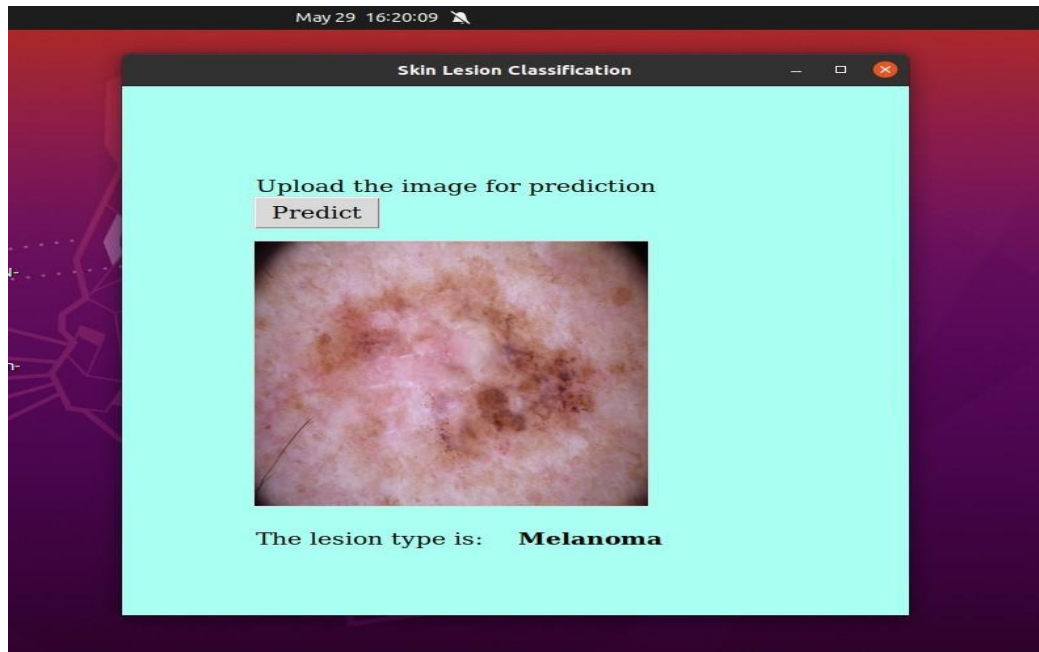 May 29 16:20:09
Skin Lesion Classification
Upload the image for prediction
Predict
The lesion type is: Melanoma